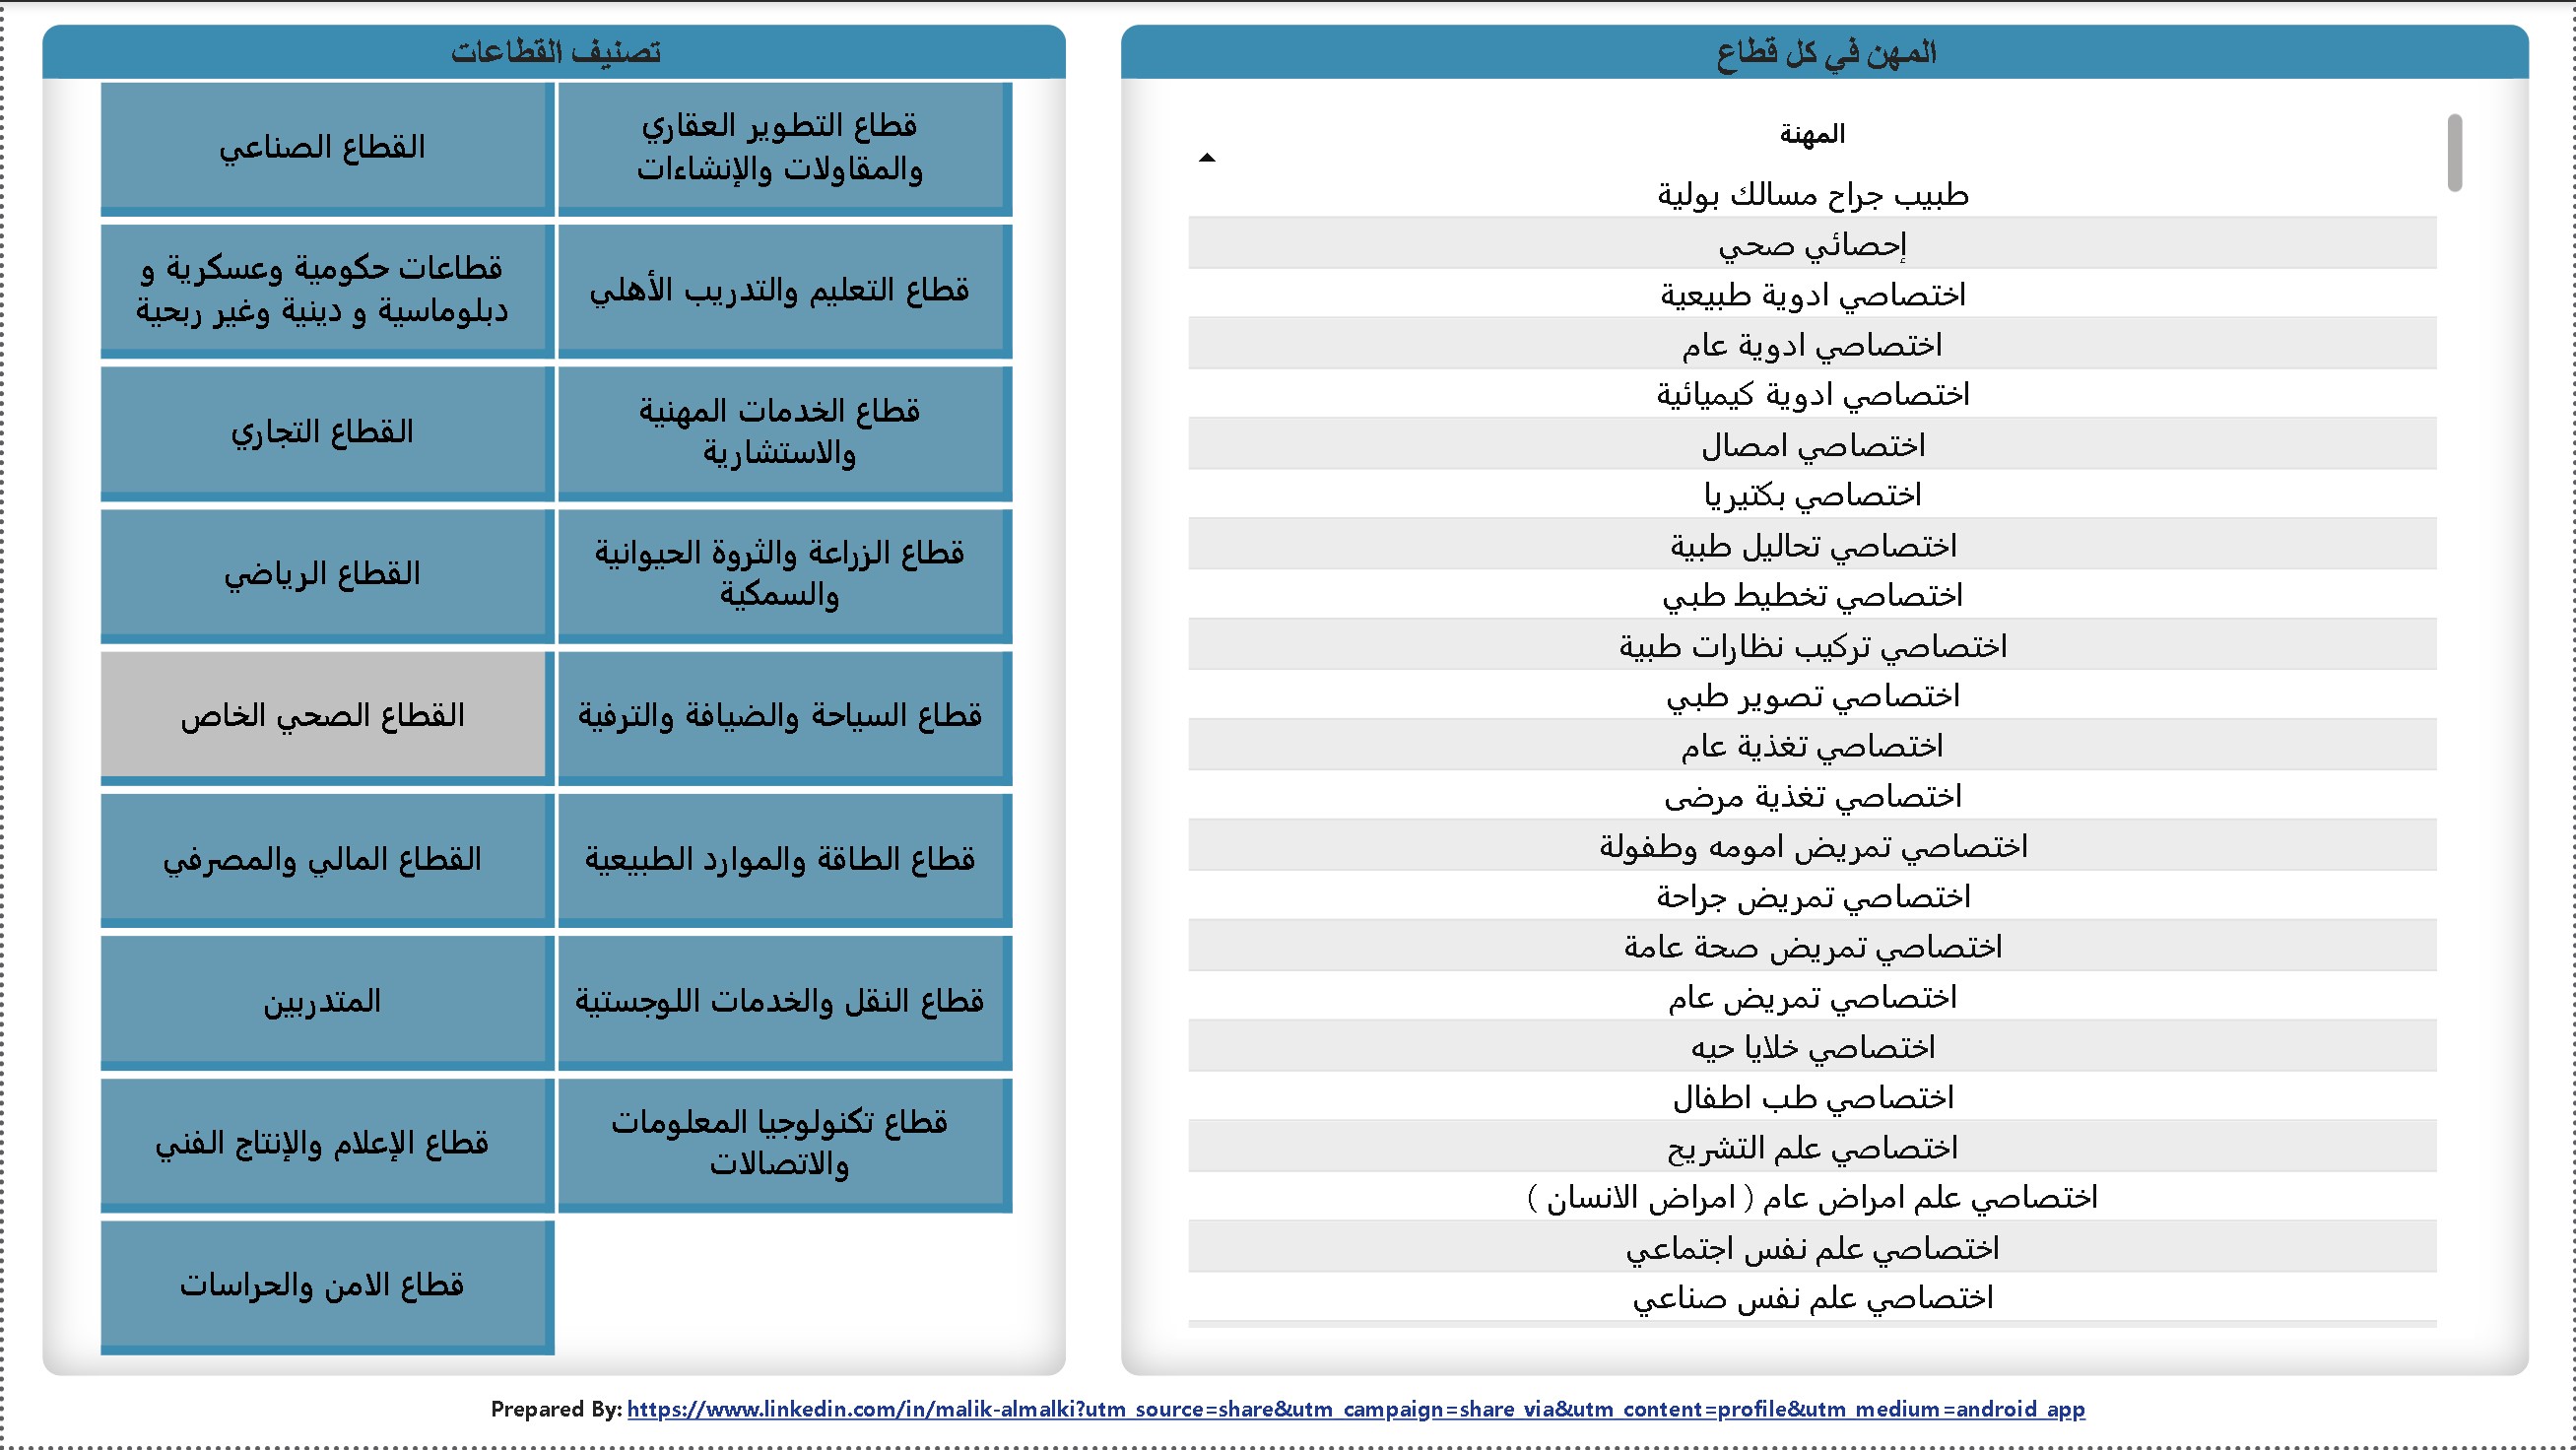 المهن في كل قطاع
المهنة
طبيب جراح مسالك بولية
إحصائي صحي
اختصاصي ادوية طبيعية
اختصاصي ادوية عام
اختصاصي ادوية كيميائية
اختصاصي امصال
اختصاصي بكتيريا
اختصاصي تحاليل طبية
اختصاصي تخطيط طبي
اختصاصي تركيب نظارات طبية
اختصاصي تصوير طبي
اختصاصي تغذية عام
اختصاصي تغذية مرضى
اختصاصي تمريض امومه وطفولة
اختصاصي تمريض جراحة
اختصاصي تمريض صحة عامة
اختصاصي تمريض عام
اختصاصي خلايا حيه
اختصاصي طب اطفال
اختصاصي علم التشريح
اختصاصي علم امراض عام ( امراض الانسان )
اختصاصي علم نفس اجتماعي
اختصاصي علم نفس صناعي
تصنيف القطاعات
قطاع التطوير العقاري
والمقاولات والإنشاءات
القطاع الصناعي
قطاع التعليم والتدريب الأهلي
قطاعات حكومية وعسكرية و
دبلوماسية و دينية وغير ربحية
قطاع الخدمات المهنية
والاستشارية
القطاع التجاري
قطاع الزراعة والثروة الحيوانية
والسمكية
القطاع الرياضي
قطاع السياحة والضيافة والترفية
القطاع الصحي الخاص
قطاع الطاقة والموارد الطبيعية
القطاع المالي والمصرفي
قطاع النقل والخدمات اللوجستية
المتدربين
قطاع تكنولوجيا المعلومات
والاتصالات
قطاع الإعلام والإنتاج الفني
قطاع الامن والحراسات
Prepared By: https://www.linkedin.com/in/malik-almalki?utm_source=share&utm_campaign=share_via&utm_content=profile&utm_medium=android_app